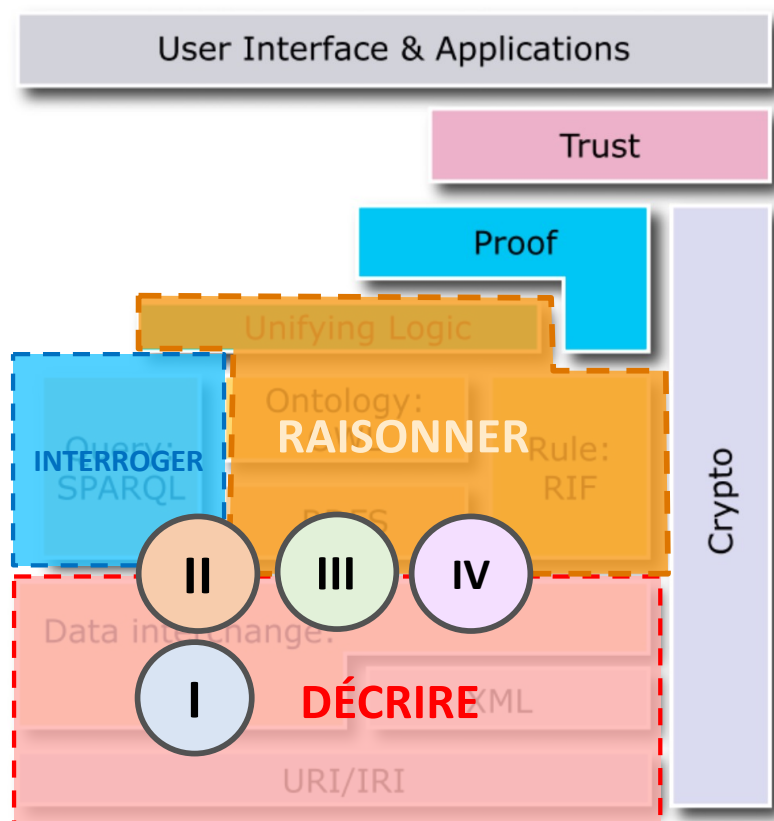 User Interface & Applications
Trust
Proof
Unifying Logic
Ontology:
RAISONNER
Query:
INTERROGER
SPARQL
Rule:
RIF
Crypto
II
III
IV
Data interchange:
I
DÉCRIRE
XML
URI/IRI